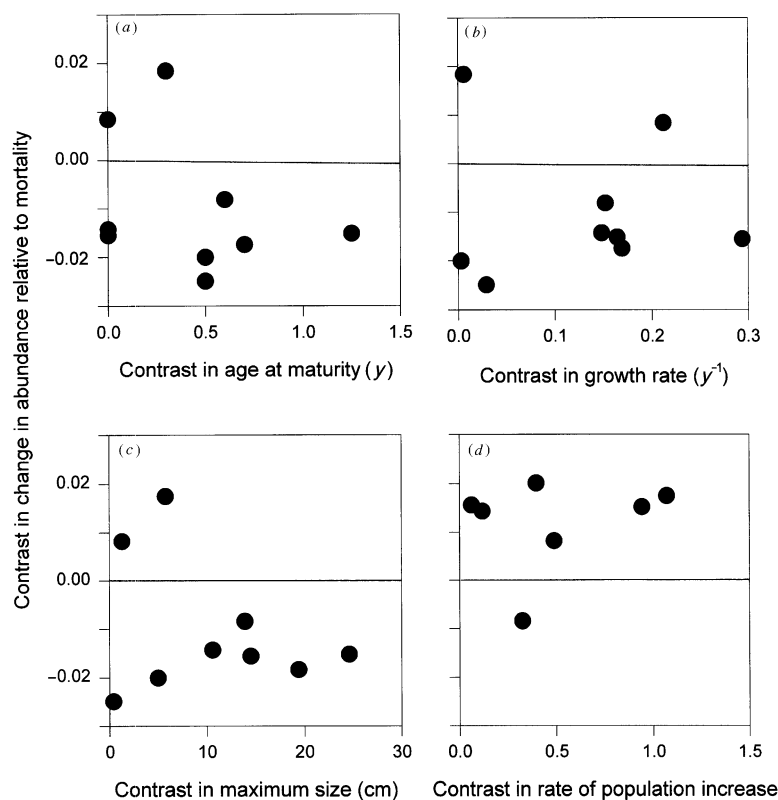 Contrast in change in abundance relative to mortality
(a)
0.02
0.00
−0.02
0.0 0.5 1.0 1.5
Contrast in age at maturity (y)
(b)
0.0 0.1 0.2 0.3
Contrast in growth rate (y⁻¹)
(c)
0.02
0.00
−0.02
0 10 20 30
Contrast in maximum size (cm)
(d)
0.0 0.5 1.0 1.5
Contrast in rate of population increase